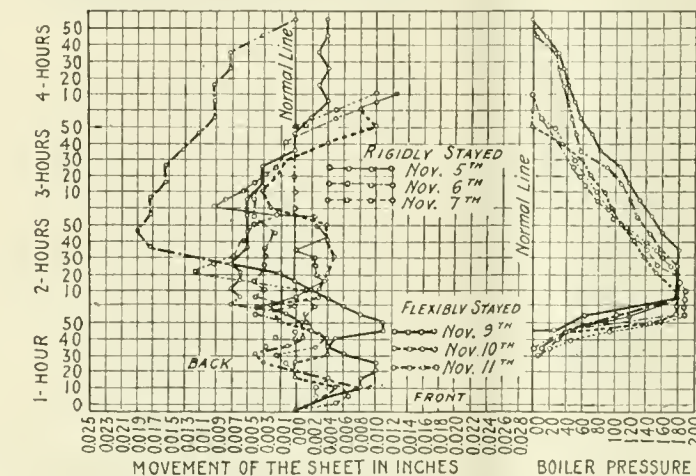 4-HOURS
3-HOURS
2-HOURS
1-HOUR
50
40
30
20
10
50
40
30
20
10
50
40
30
20
10
50
40
30
20
10
0
Normal Line
Normal Line
RIGIDLY STAYED
NOV. 5TH
NOV. 6TH
NOV. 7TH
FLEXIBLY STAYED
NOV. 9TH
NOV. 10TH
NOV. 11TH
BACK
FRONT
0.025 0.023 0.021 0.019 0.017 0.015 0.013 0.011 0.009 0.007 0.005 0.003 0.001 0.00 0.002 0.004 0.006 0.008 0.010 0.012 0.014 0.016 0.018 0.020 0.022 0.024 0.026 0.028
00 20 40 60 80 100 120 140 160 180 200
MOVEMENT OF THE SHEET IN INCHES
BOILER PRESSURE